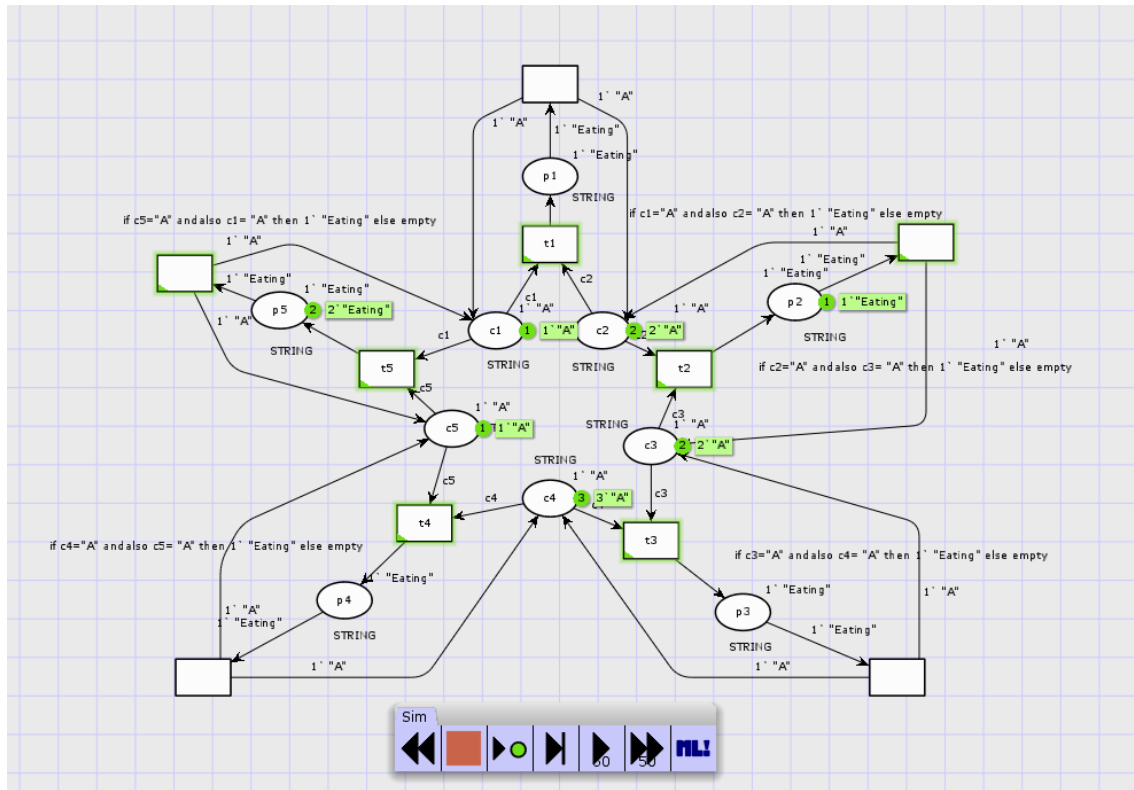 1` "A"
1` "A"
1` "Eating"
1` "Eating"
p1
STRING
if c5="A" andalso c1= "A" then 1` "Eating" else empty
if c1="A" andalso c2= "A" then 1` "Eating" else empty
1` "A"
t1
1` "A"
1` "Eating"
c2
1` "Eating"
1` "Eating"
1` "Eating"
c1
p5
2
2`"Eating"
1` "A"
1` "A"
p2
1
1`"Eating"
1` "A"
c1
c1
1
1`"A"
c2
2
2`"A"
STRING
1` "A"
STRING
STRING
STRING
t5
t2
if c2="A" andalso c3= "A" then 1` "Eating" else empty
c5
1` "A"
c3
c5
1
1`"A"
STRING
1` "A"
c3
2
2`"A"
STRING
c5
1` "A"
c4
c4
3
3`"A"
c3
t4
t3
if c4="A" andalso c5= "A" then 1` "Eating" else empty
if c3="A" andalso c4= "A" then 1` "Eating" else empty
1` "Eating"
1` "Eating"
1` "A"
p4
p3
1` "A"
1` "Eating"
STRING
1` "Eating"
STRING
1` "A"
1` "A"
Sim
50
ML!